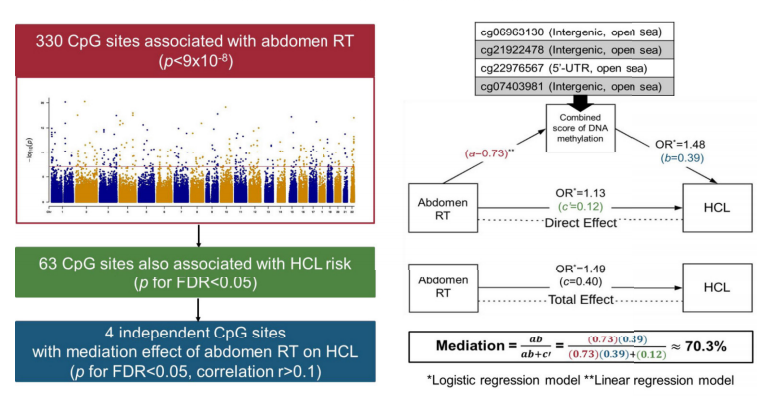 330 CpG sites associated with abdomen RT
(p<9x10-8)
-log10(p)
63 CpG sites also associated with HCL risk
(p for FDR<0.05)
4 independent CpG sites
with mediation effect of abdomen RT on HCL
(p for FDR<0.05, correlation r>0.1)
cg06963130 (Intergenic, open sea)
cg21922478 (Intergenic, open sea)
cg22976567 (5'-UTR, open sea)
cg07403981 (Intergenic, open sea)
Combined
score of DNA
methylation
(a=0.73)**
OR*=1.48
(b=0.39)
Abdomen
RT
OR*=1.13
(c'=0.12)
Direct Effect
HCL
Abdomen
RT
OR*=1.49
(c=0.40)
Total Effect
HCL
Mediation = ab / ab+c' = (0.73)(0.39) / (0.73)(0.39)+(0.12) ≈ 70.3%
*Logistic regression model **Linear regression model